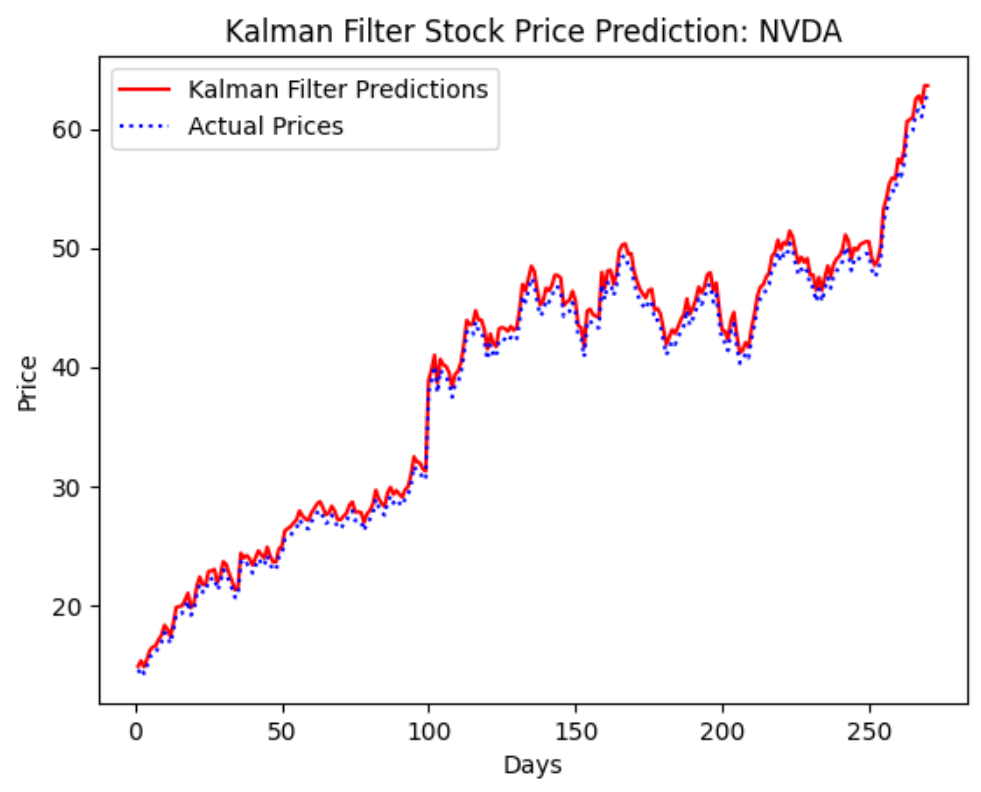 Kalman Filter Stock Price Prediction: NVDA
Kalman Filter Predictions
Actual Prices
60
50
40
30
20
Price
0 50 100 150 200 250
Days